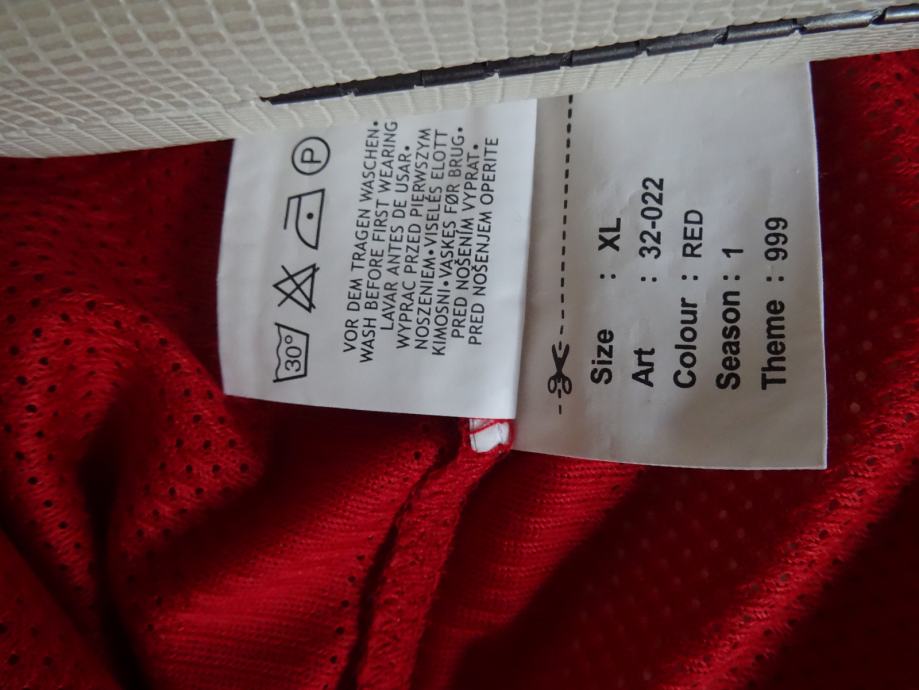 30°
P
VOR DEM TRAGEN WASCHEN•
WASH BEFORE FIRST WEARING
LAVAR ANTES DE USAR•
WYPRAC PRZED PIERWSZYM
NOSZENIEM•VISELÉS ELOTT
KIMOSNI•VASKES FØR BRUG•
PRED NOŠENÍM VYPRAT•
PRED NOŠENJEM OPERITE
Size : XL
Art : 32-022
Colour : RED
Season : 1
Theme : 999